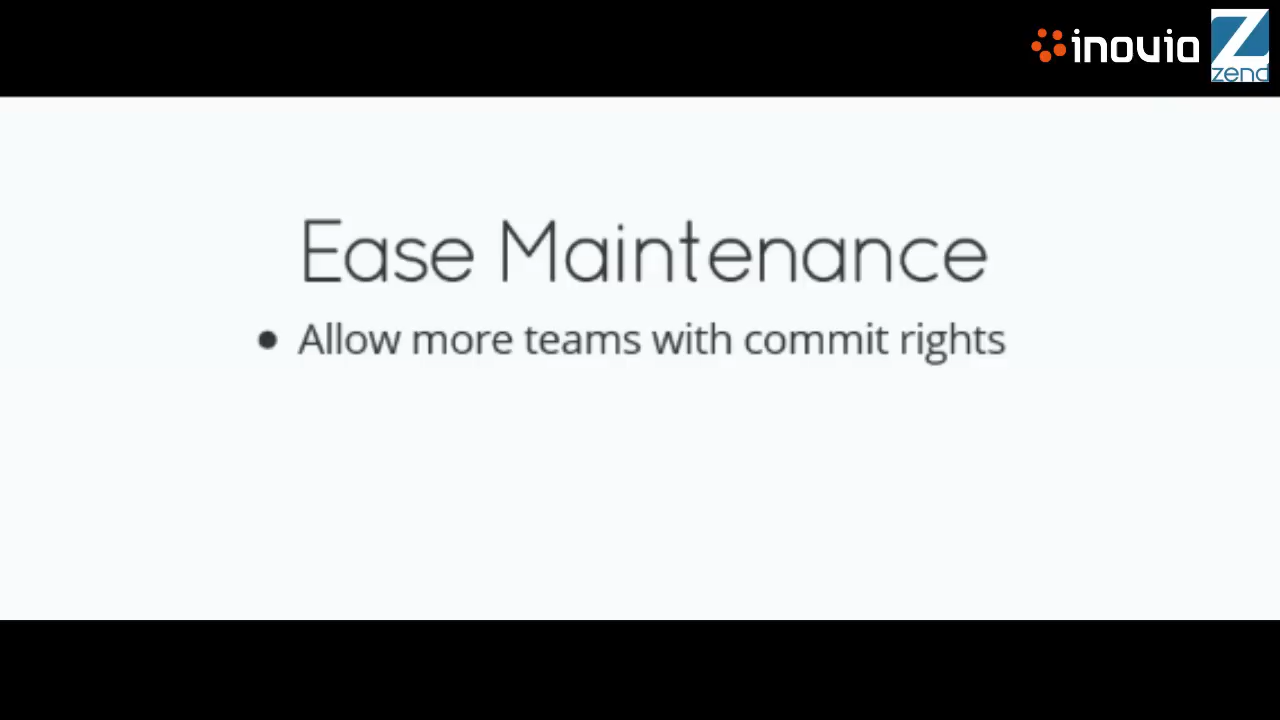 inovia
zend
Ease Maintenance
• Allow more teams with commit rights